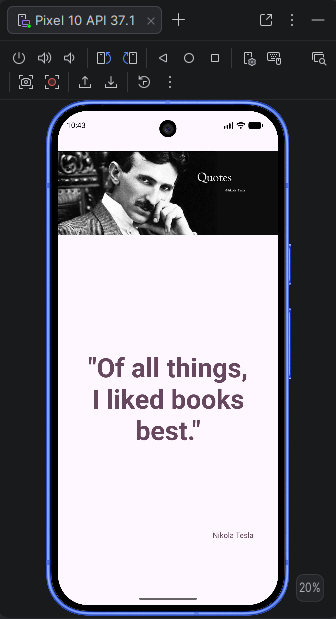 Pixel 10 API 37.1
10:43
Quotes
"Of all things,
I liked books
best."
Nikola Tesla
20%